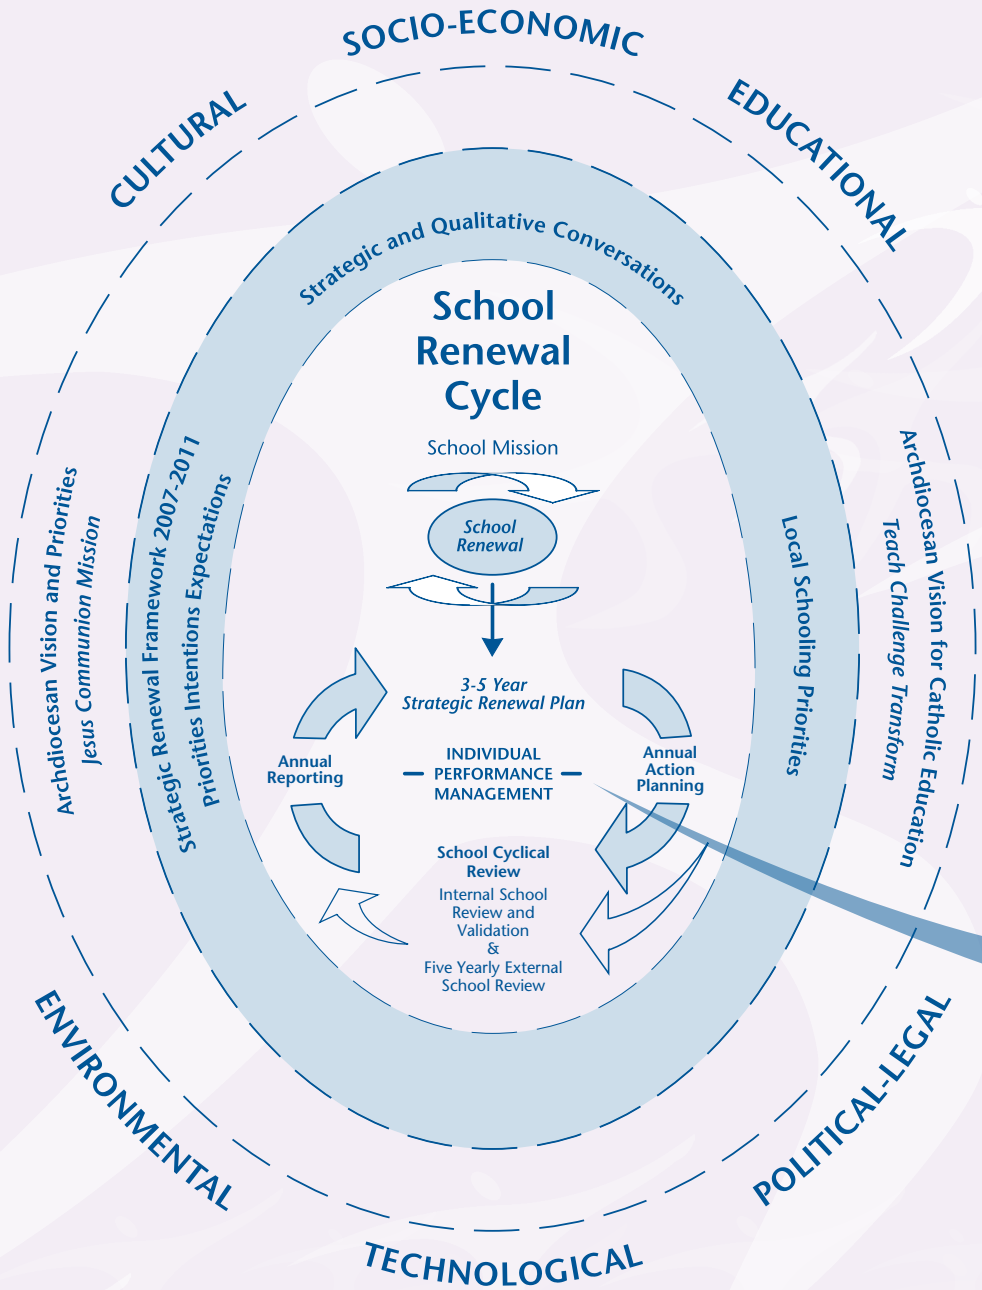 SOCIO-ECONOMIC
CULTURAL
EDUCATIONAL
Strategic and Qualitative Conversations
School
Renewal
Cycle
School Mission
School
Renewal
Archdiocesan Vision and Priorities
Jesus Communion Mission
Strategic Renewal Framework 2007-2011
Priorities Intentions Expectations
Local Schooling Priorities
Archdiocesan Vision for Catholic Education
Teach Challenge Transform
3-5 Year
Strategic Renewal Plan
Annual
Reporting
INDIVIDUAL
PERFORMANCE
MANAGEMENT
Annual
Action
Planning
School Cyclical
Review
Internal School
Review and
Validation
&
Five Yearly External
School Review
ENVIRONMENTAL
POLITICAL-LEGAL
TECHNOLOGICAL